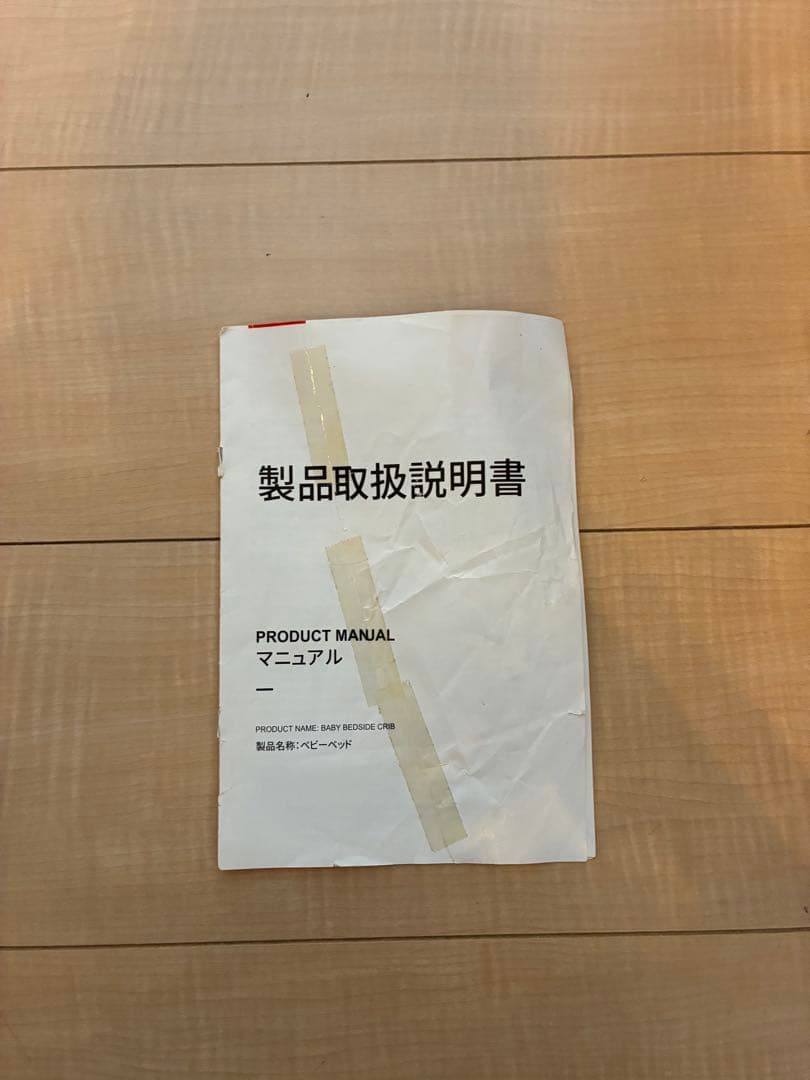 製品取扱説明書
PRODUCT MANUAL
マニュアル
PRODUCT NAME: BABY BEDSIDE CRIB
製品名称：ベビーベッド